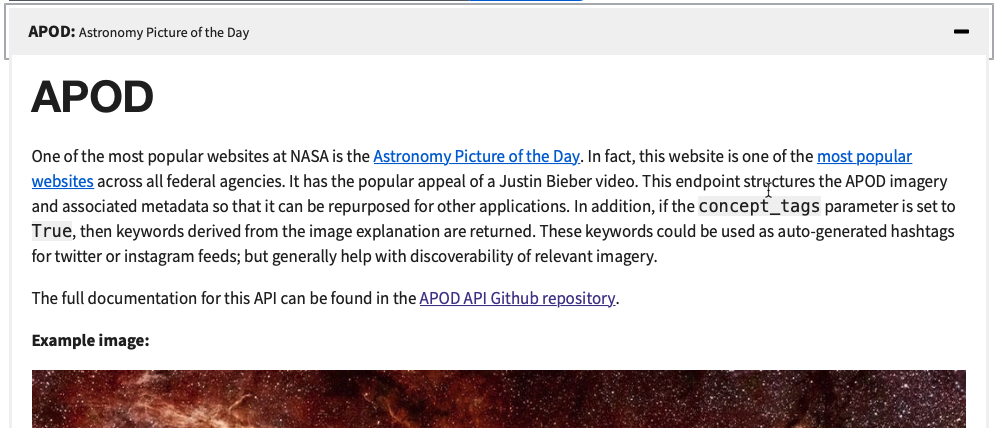 APOD: Astronomy Picture of the Day
APOD
One of the most popular websites at NASA is the Astronomy Picture of the Day. In fact, this website is one of the most popular
websites across all federal agencies. It has the popular appeal of a Justin Bieber video. This endpoint structures the APOD imagery
and associated metadata so that it can be repurposed for other applications. In addition, if the concept_tags parameter is set to
True, then keywords derived from the image explanation are returned. These keywords could be used as auto-generated hashtags
for twitter or instagram feeds; but generally help with discoverability of relevant imagery.
The full documentation for this API can be found in the APOD API Github repository.
Example image: